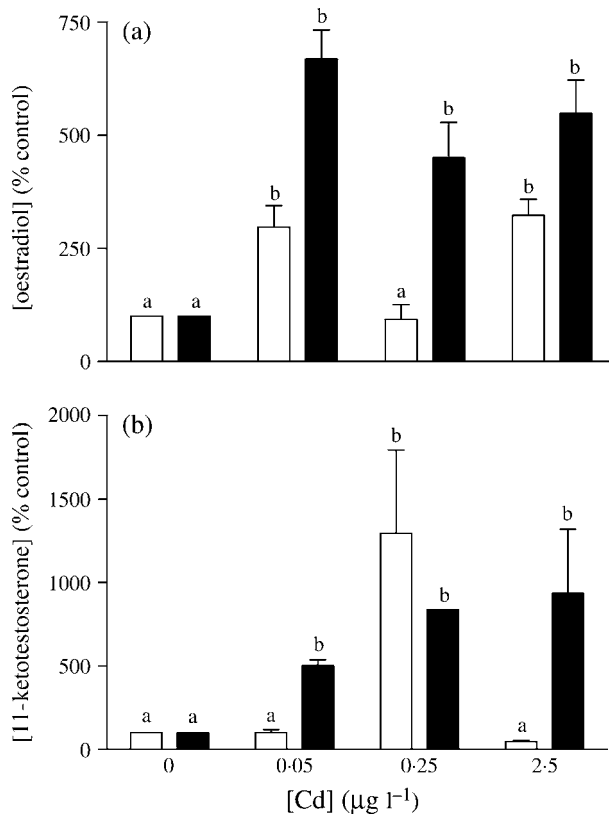 (a)
[oestradiol] (% control)
750
500
250
0
a a
b b
a b
b b
(b)
[11-ketotestosterone] (% control)
2000
1500
1000
500
0
a a
a b
b b
a b
0 0·05 0·25 2·5
[Cd] (μg l⁻¹)